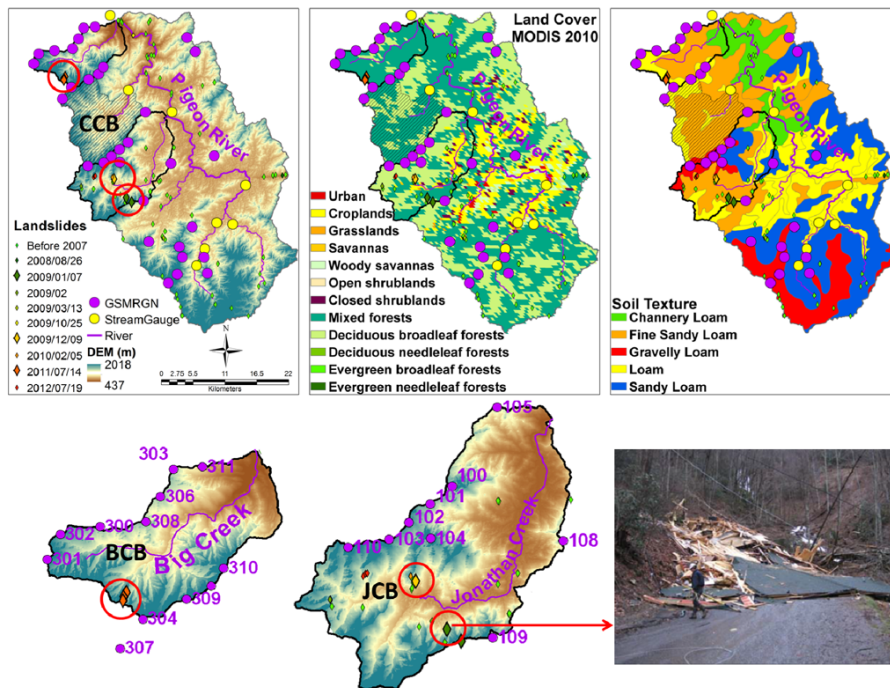 CCB
Pigeon River
Landslides
Before 2007
2008/08/26
2009/01/07
2009/02
2009/03/13
2009/10/25
2009/12/09
2010/02/05
2011/07/14
2012/07/19
GSMRGN
StreamGauge
River
DEM (m)
2018
437
N
0 2.75 5.5 11 16.5 22
Kilometers
Land Cover
MODIS 2010
Pigeon River
Urban
Croplands
Grasslands
Savannas
Woody savannas
Open shrublands
Closed shrublands
Mixed forests
Deciduous broadleaf forests
Deciduous needleleaf forests
Evergreen broadleaf forests
Evergreen needleleaf forests
Pigeon River
Soil Texture
Channery Loam
Fine Sandy Loam
Gravelly Loam
Loam
Sandy Loam
303
311
306
308
300
302
301
BCB
Big Creek
310
309
304
307
105
100
101
102
103
104
110
108
JCB
Jonathan Creek
109